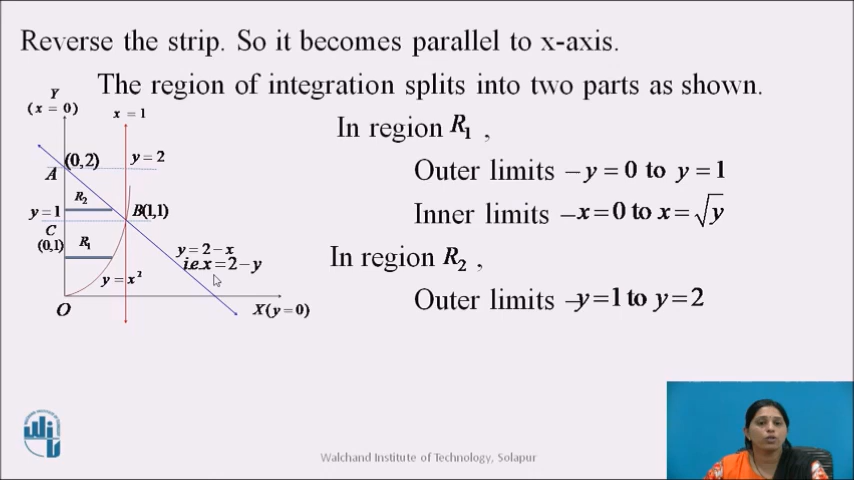 Reverse the strip. So it becomes parallel to x-axis.
The region of integration splits into two parts as shown.
Y
(x = 0)
x = 1
In region R₁ ,
(0,2)
y = 2
A
Outer limits – y = 0 to y = 1
R₂
y = 1
B(1,1)
Inner limits – x = 0 to x = √y
C
(0,1)
R₁
y = 2 - x
i.e.x = 2 - y
In region R₂ ,
y = x²
Outer limits – y = 1 to y = 2
O
X(y = 0)
Walchand Institute of Technology, Solapur